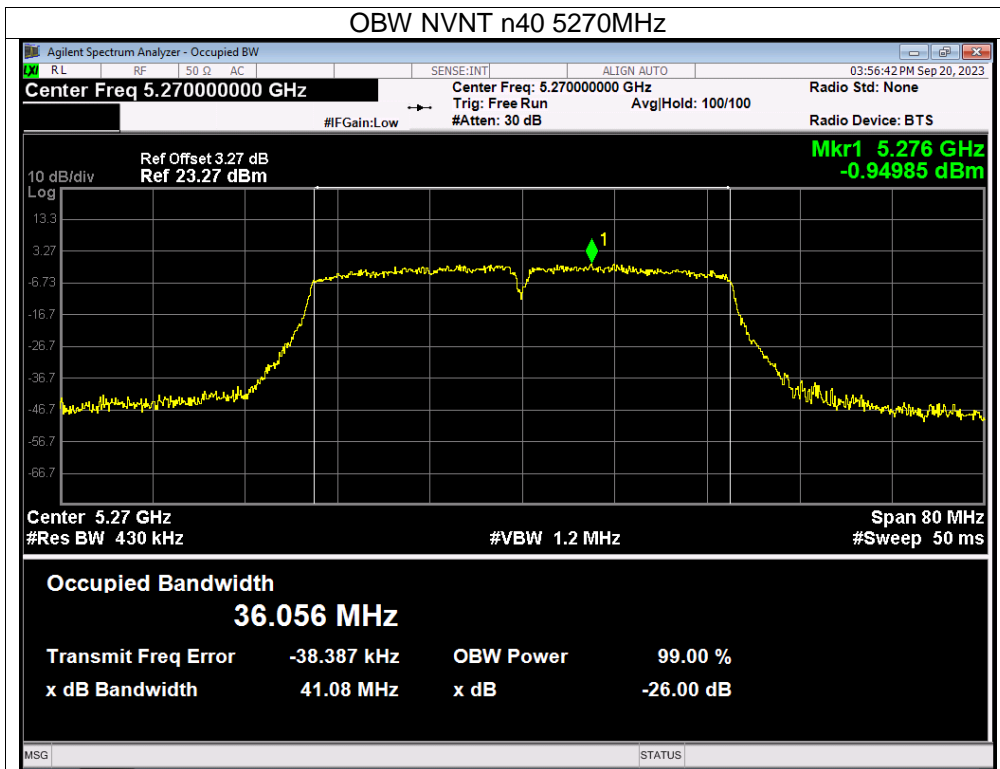 OBW NVNT n40 5270MHz
Agilent Spectrum Analyzer - Occupied BW
LXI RL RF 50 Ω AC SENSE:INT ALIGN AUTO 03:56:42 PM Sep 20, 2023
Center Freq 5.270000000 GHz Center Freq: 5.270000000 GHz Radio Std: None
Trig: Free Run Avg|Hold: 100/100
#IFGain:Low #Atten: 30 dB Radio Device: BTS
Ref Offset 3.27 dB Mkr1 5.276 GHz
10 dB/div Ref 23.27 dBm -0.94985 dBm
Log
13.3
1
3.27
-6.73
-16.7
-26.7
-36.7
-46.7
-56.7
-66.7
Center 5.27 GHz Span 80 MHz
#Res BW 430 kHz #VBW 1.2 MHz #Sweep 50 ms
Occupied Bandwidth
36.056 MHz
Transmit Freq Error -38.387 kHz OBW Power 99.00 %
x dB Bandwidth 41.08 MHz x dB -26.00 dB
MSG STATUS